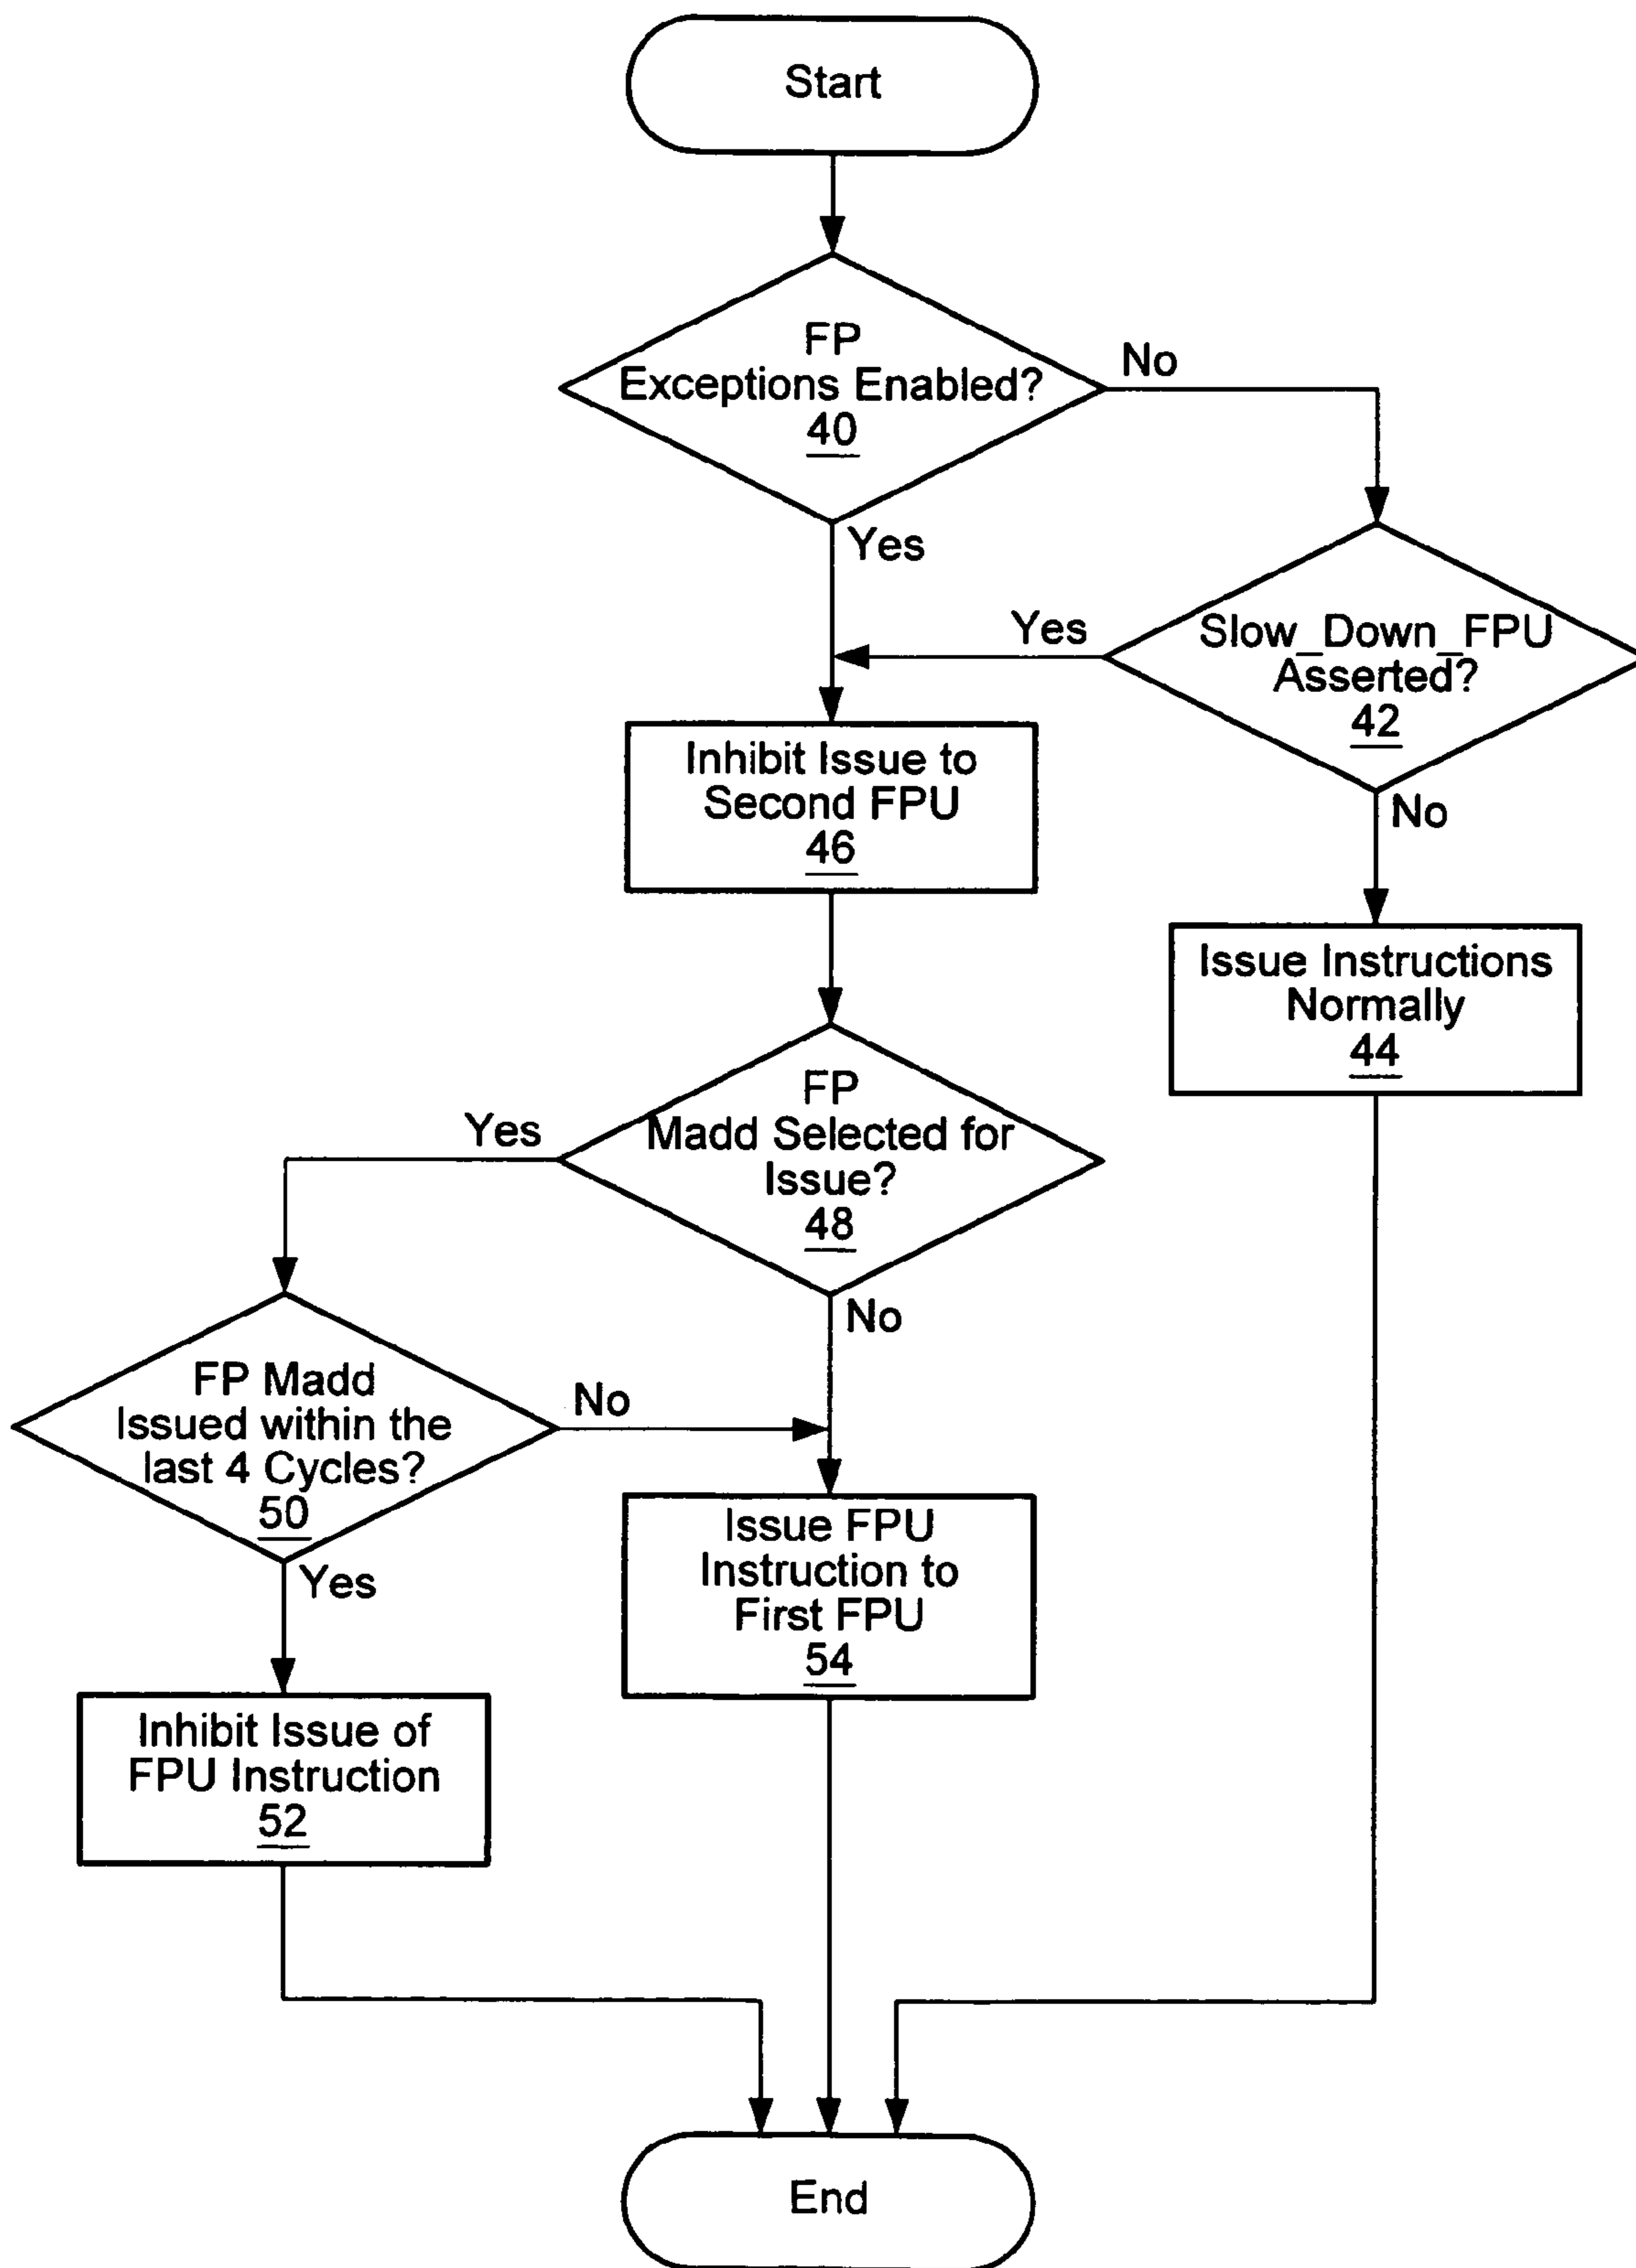 Start
FP
Exceptions Enabled?
40
No
Yes
Yes
Slow_Down_FPU
Asserted?
42
No
Inhibit Issue to
Second FPU
46
Issue Instructions
Normally
44
FP
Madd Selected for
Issue?
48
Yes
No
FP Madd
Issued within the
last 4 Cycles?
50
No
Yes
Issue FPU
Instruction to
First FPU
54
Inhibit Issue of
FPU Instruction
52
End